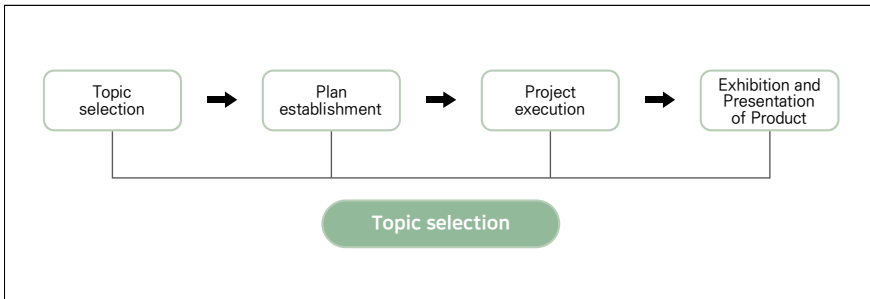 Topic
selection
Plan
establishment
Project
execution
Exhibition and
Presentation
of Product
Topic selection